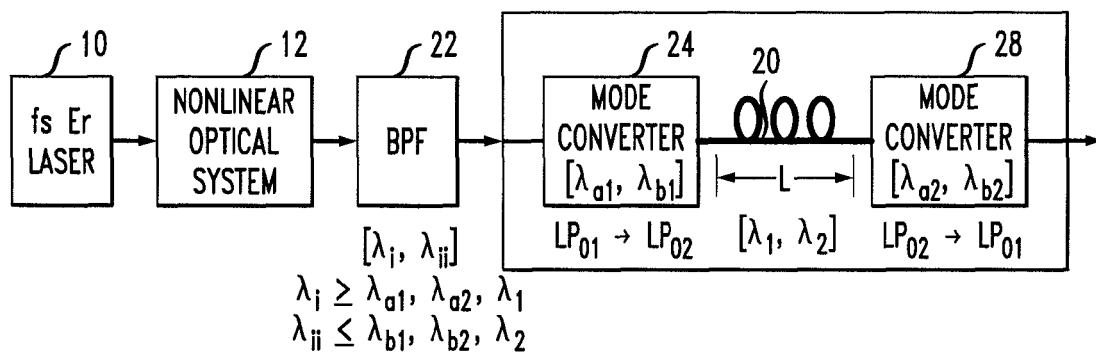 10
12
22
24
20
28
fs Er
LASER
NONLINEAR
OPTICAL
SYSTEM
BPF
MODE
CONVERTER
[λa1, λb1]
L
MODE
CONVERTER
[λa2, λb2]
[λi, λii]
LP01 → LP02
[λ1, λ2]
LP02 → LP01
λi ≥ λa1, λa2, λ1
λii ≤ λb1, λb2, λ2